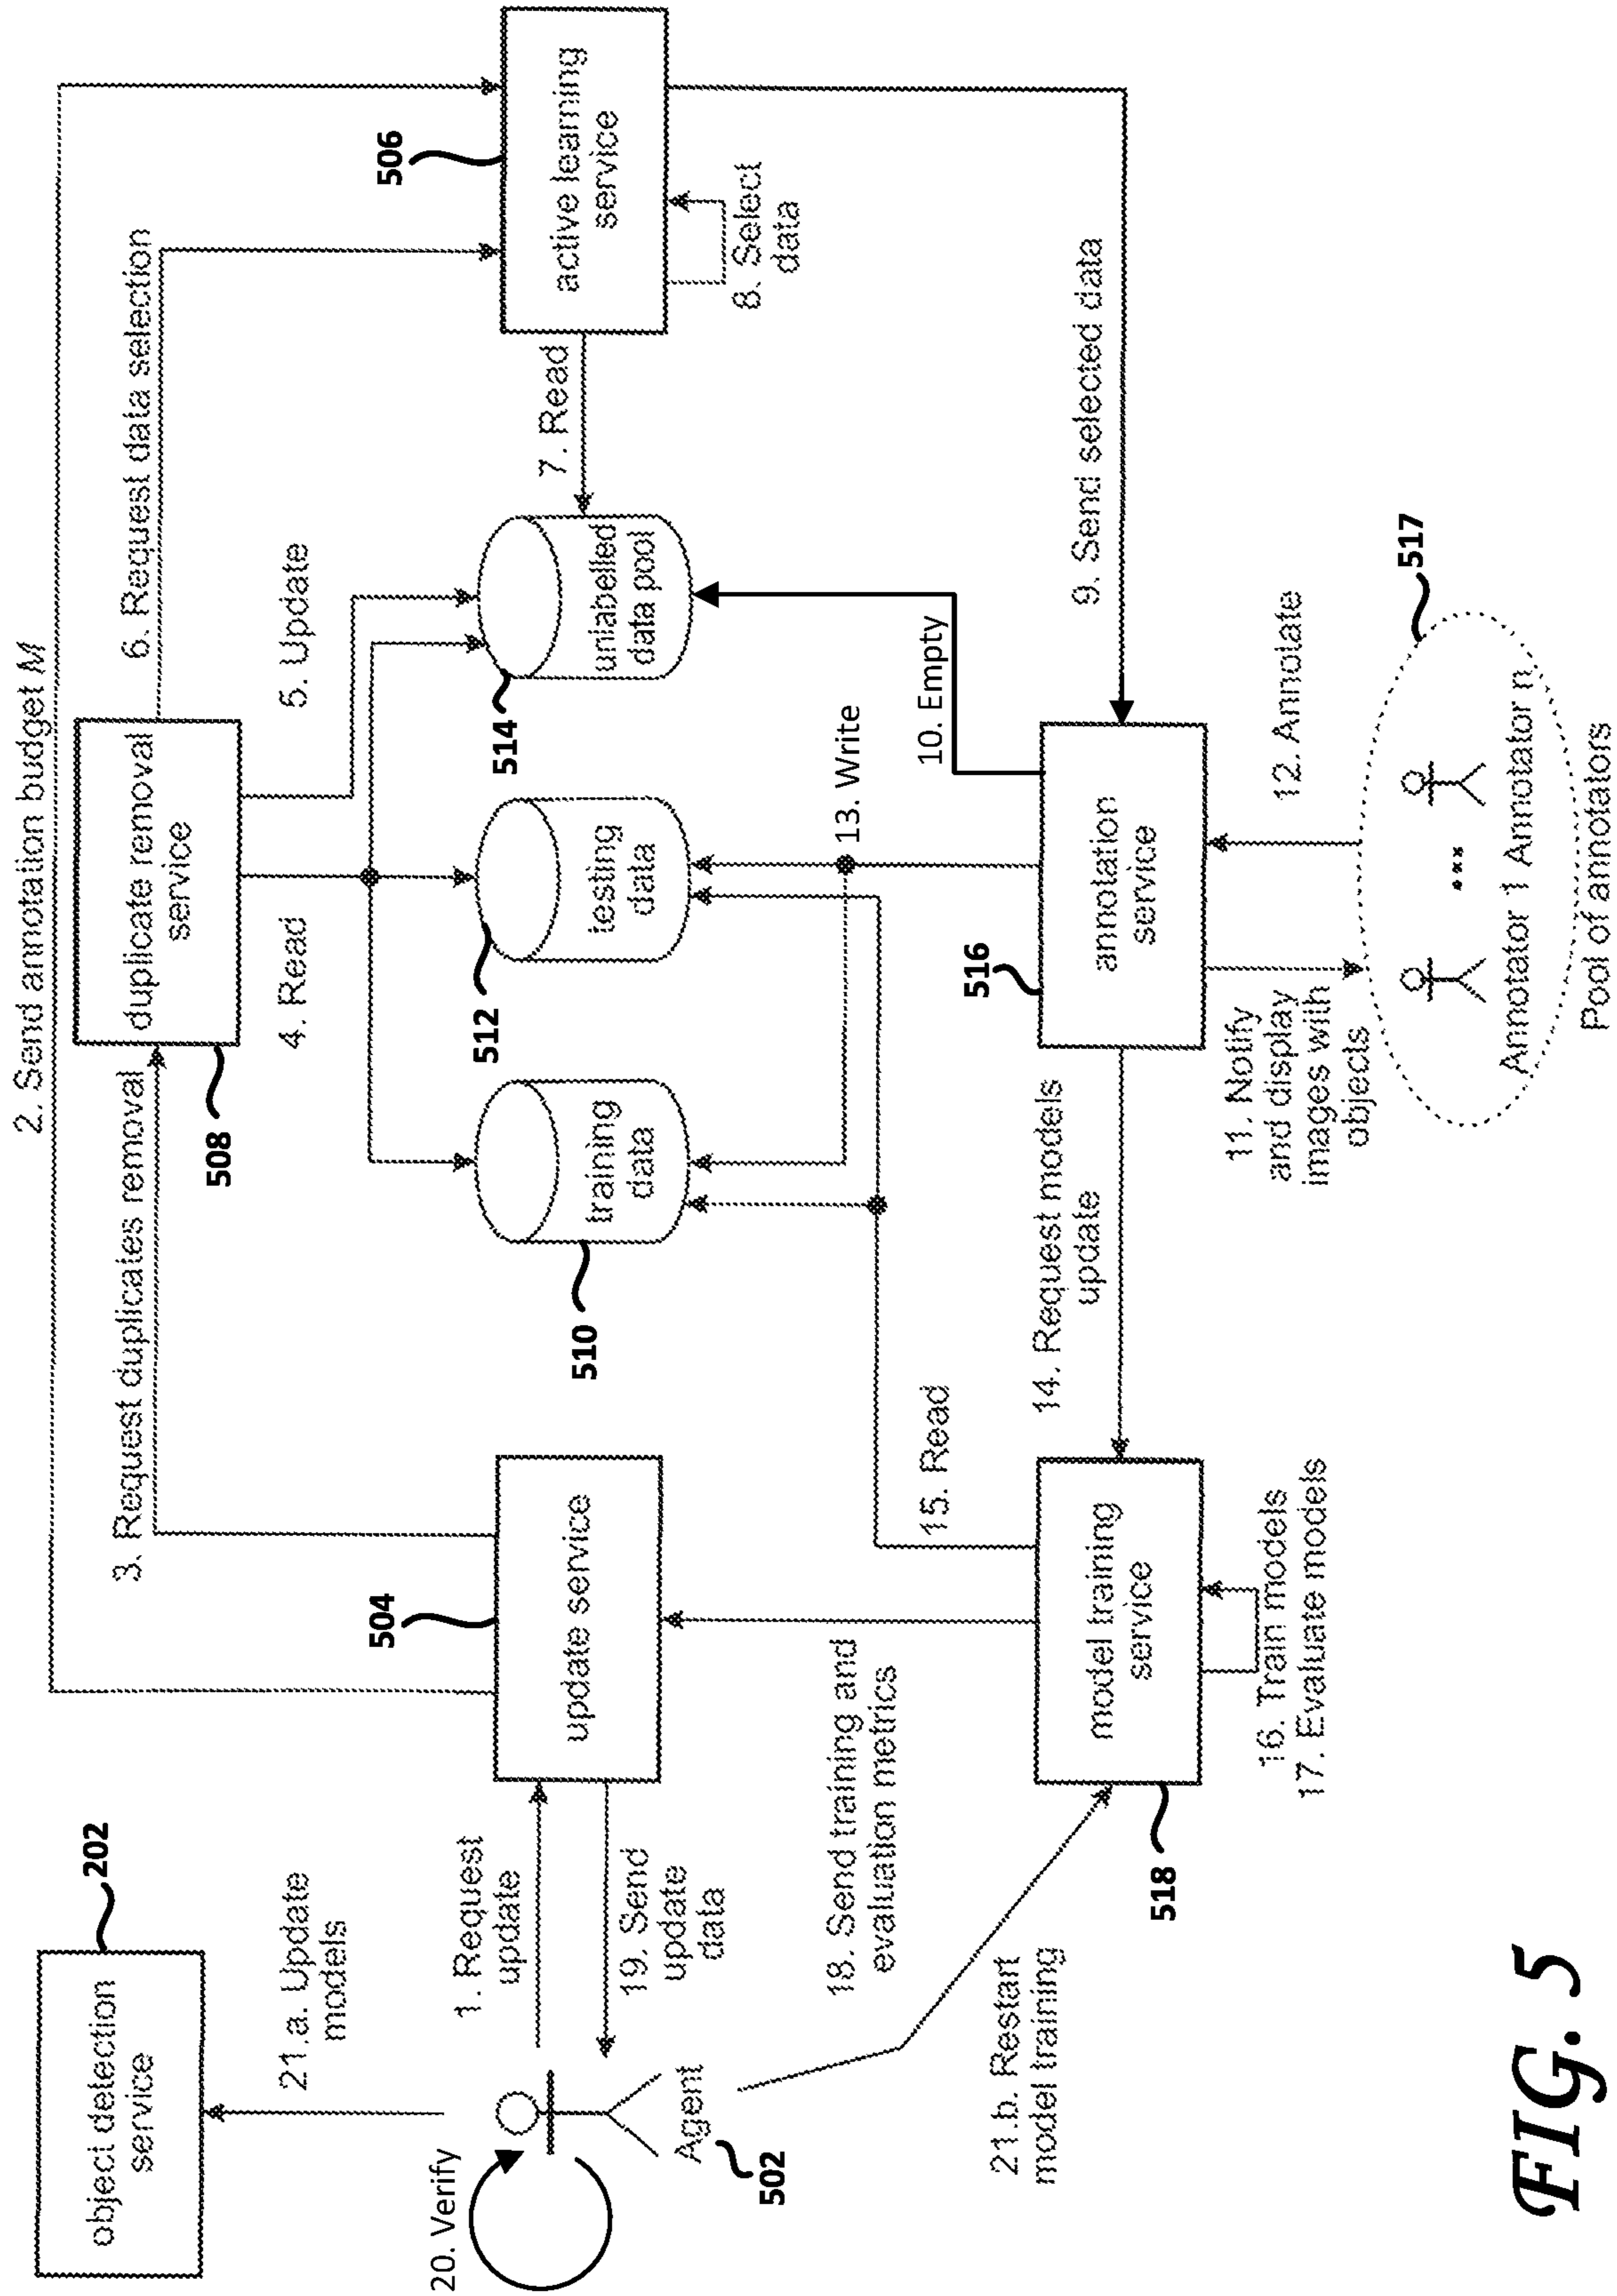 object detection
service
202
21.a. Update
models
20. Verify
Agent
502
1. Request
update
19. Send
update
data
21.b. Restart
model training
2. Send annotation budget M
3. Request duplicates removal
504
update service
18. Send training and
evaluation metrics
model training
service
518
16. Train models
17. Evaluate models
duplicate removal
service
508
4. Read
5. Update
6. Request data selection
training
data
510
testing
data
512
unlabelled
data pool
514
7. Read
506
active learning
service
8. Select
data
9. Send selected data
10. Empty
13. Write
15. Read
14. Request models
update
annotation
service
516
11. Notify
and display
images with
objects
12. Annotate
517
...
Annotator 1 Annotator n
Pool of annotators
FIG. 5